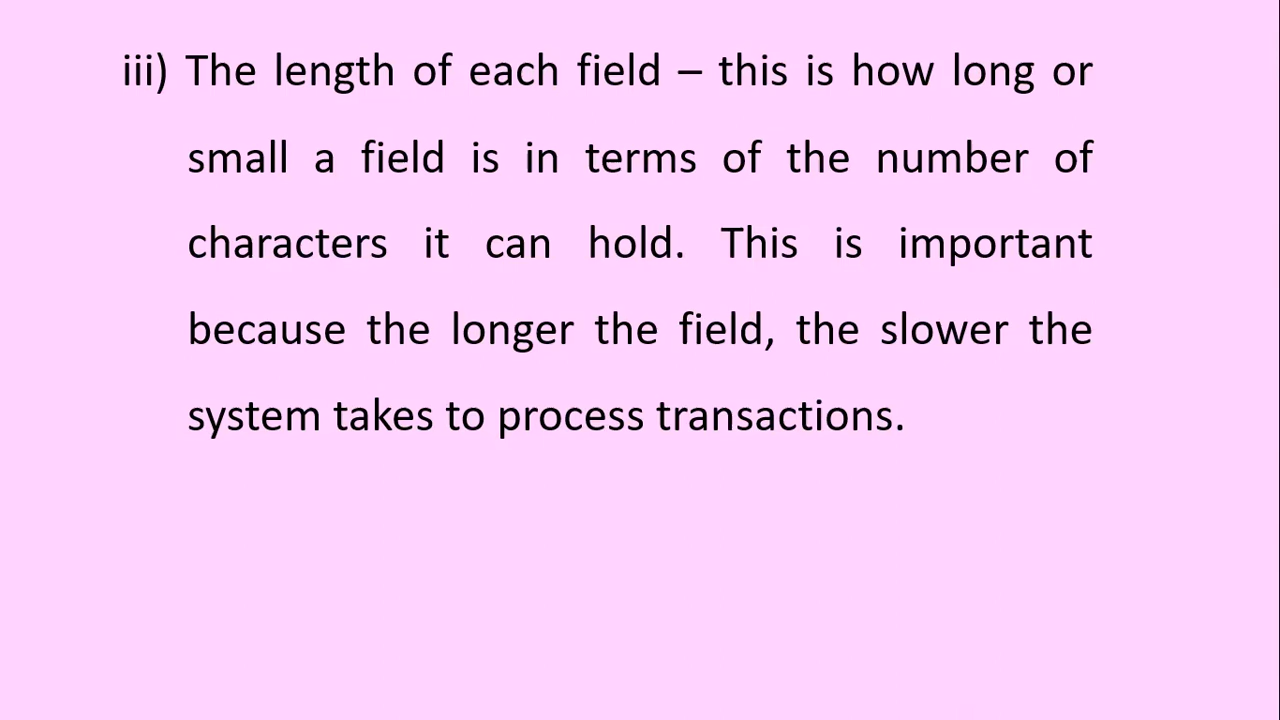 iii) The length of each field – this is how long or
small a field is in terms of the number of
characters it can hold. This is important
because the longer the field, the slower the
system takes to process transactions.